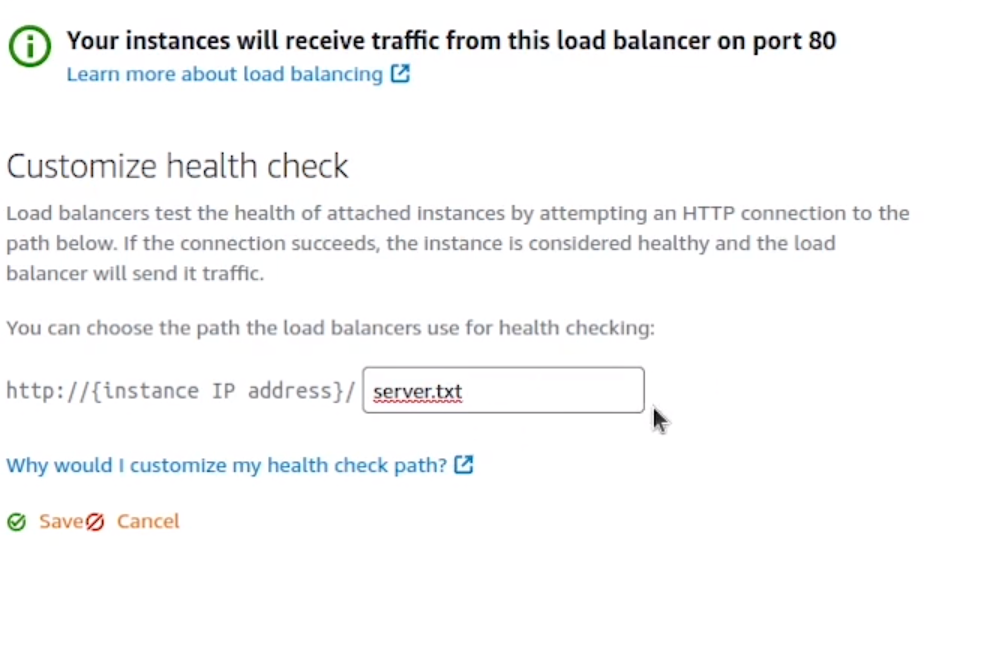 Your instances will receive traffic from this load balancer on port 80
Learn more about load balancing
Customize health check
Load balancers test the health of attached instances by attempting an HTTP connection to the
path below. If the connection succeeds, the instance is considered healthy and the load
balancer will send it traffic.
You can choose the path the load balancers use for health checking:
http://{instance IP address}/ server.txt
Why would I customize my health check path?
Save Cancel